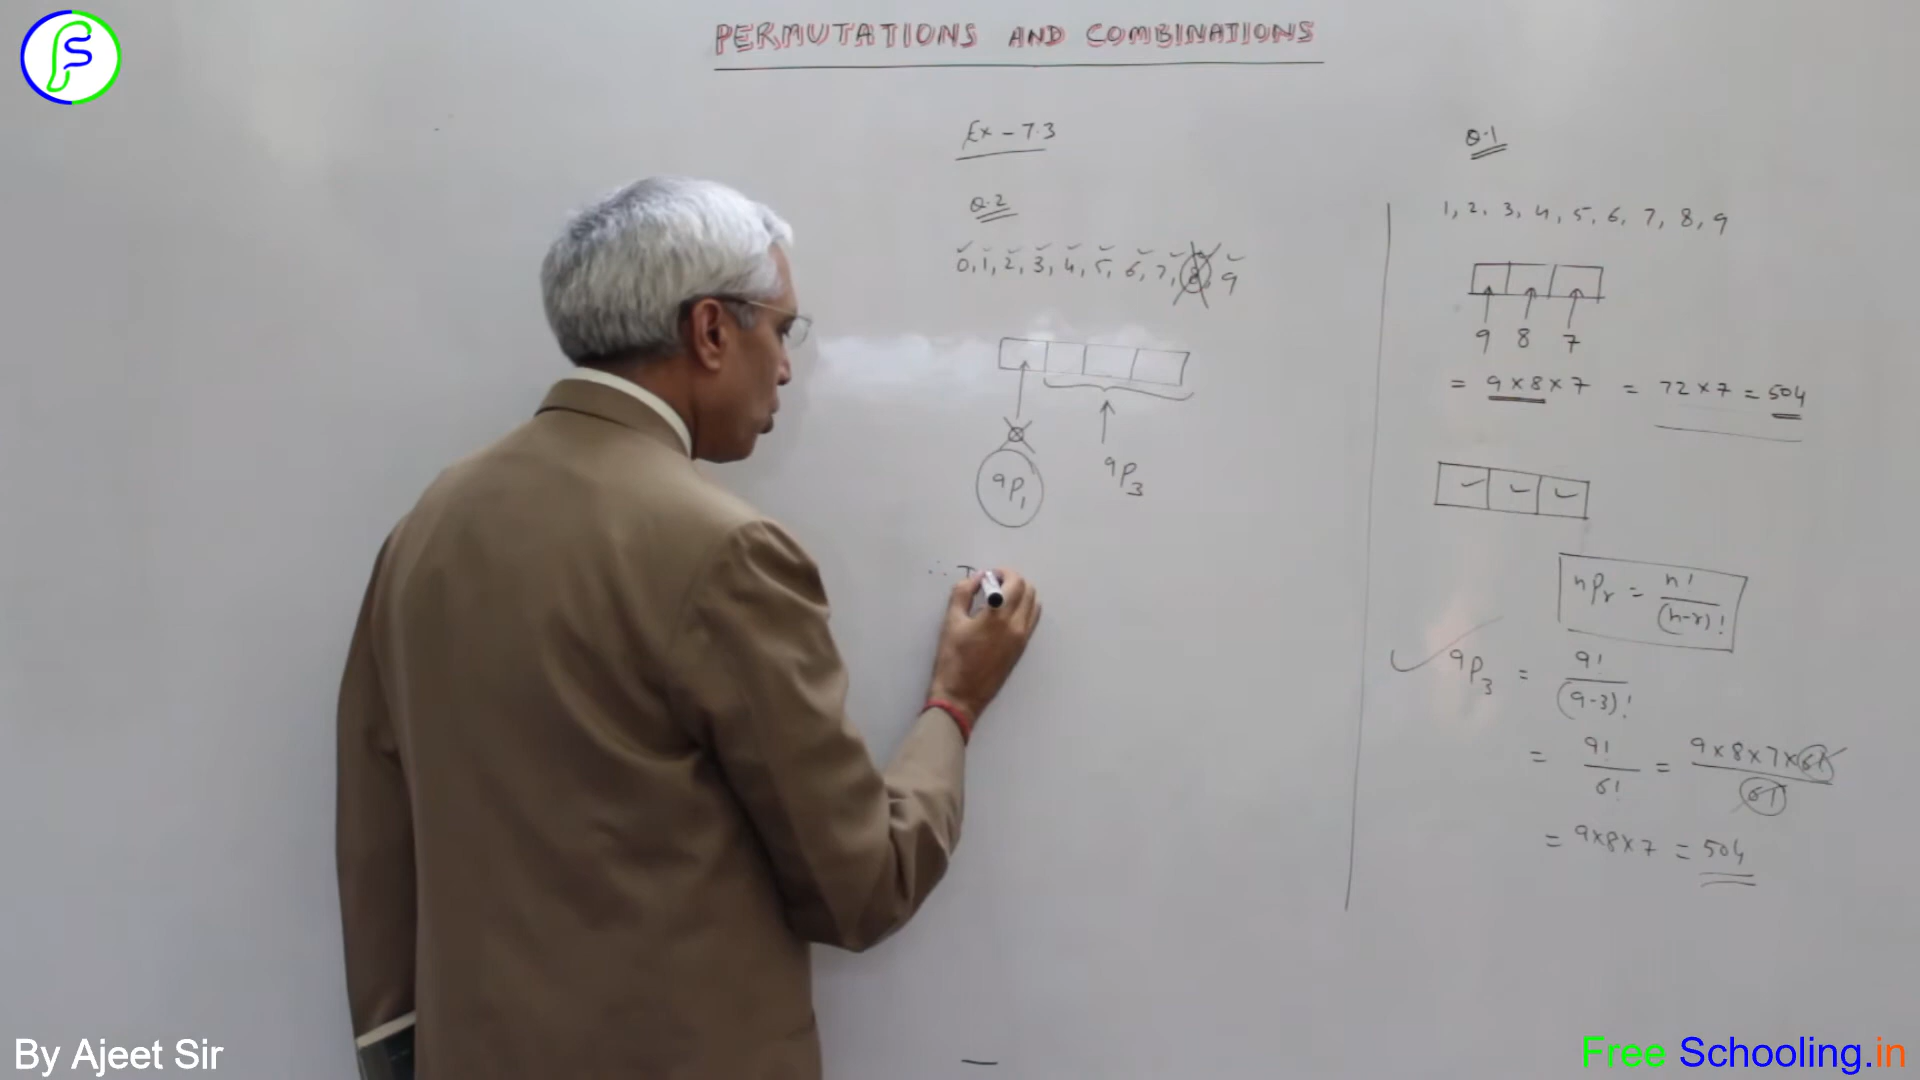 PERMUTATIONS AND COMBINATIONS
Ex - 7.3
Q.2
0, 1, 2, 3, 4, 5, 6, 7, 8, 9
9P1
9P3
∴ T
Q.1
1, 2, 3, 4, 5, 6, 7, 8, 9
9 8 7
= 9 × 8 × 7 = 72 × 7 = 504
nPr = n! / (n-r)!
9P3 = 9! / (9-3)!
= 9! / 6! = 9 × 8 × 7 × 6! / 6!
= 9 × 8 × 7 = 504
By Ajeet Sir
Free Schooling.in